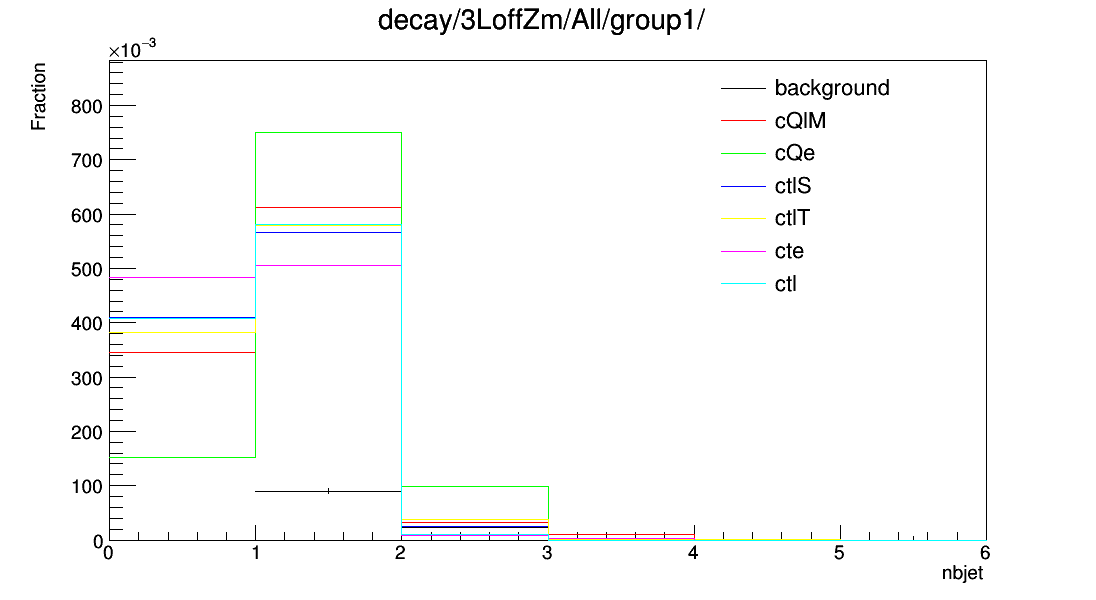 decay/3LoffZm/All/group1/
×10⁻³
Fraction
800
700
600
500
400
300
200
100
0
0 1 2 3 4 5 6
nbjet
background
cQlM
cQe
ctlS
ctlT
cte
ctl